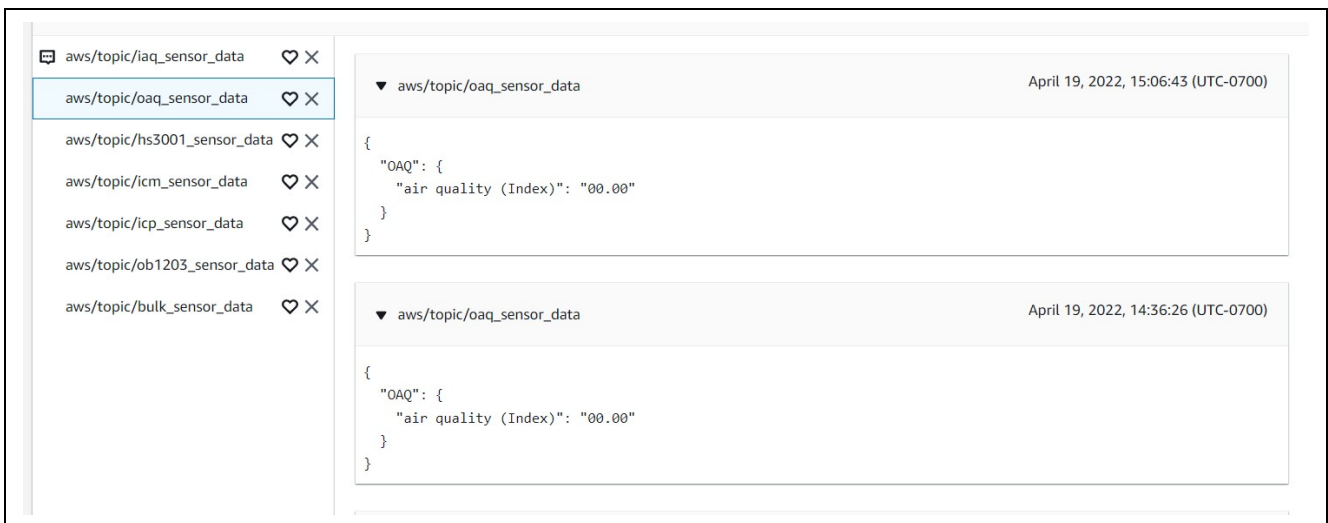 aws/topic/iaq_sensor_data
aws/topic/oaq_sensor_data
aws/topic/hs3001_sensor_data
aws/topic/icm_sensor_data
aws/topic/icp_sensor_data
aws/topic/ob1203_sensor_data
aws/topic/bulk_sensor_data
aws/topic/oaq_sensor_data April 19, 2022, 15:06:43 (UTC-0700)
{
"OAQ": {
"air quality (Index)": "00.00"
}
}
aws/topic/oaq_sensor_data April 19, 2022, 14:36:26 (UTC-0700)
{
"OAQ": {
"air quality (Index)": "00.00"
}
}